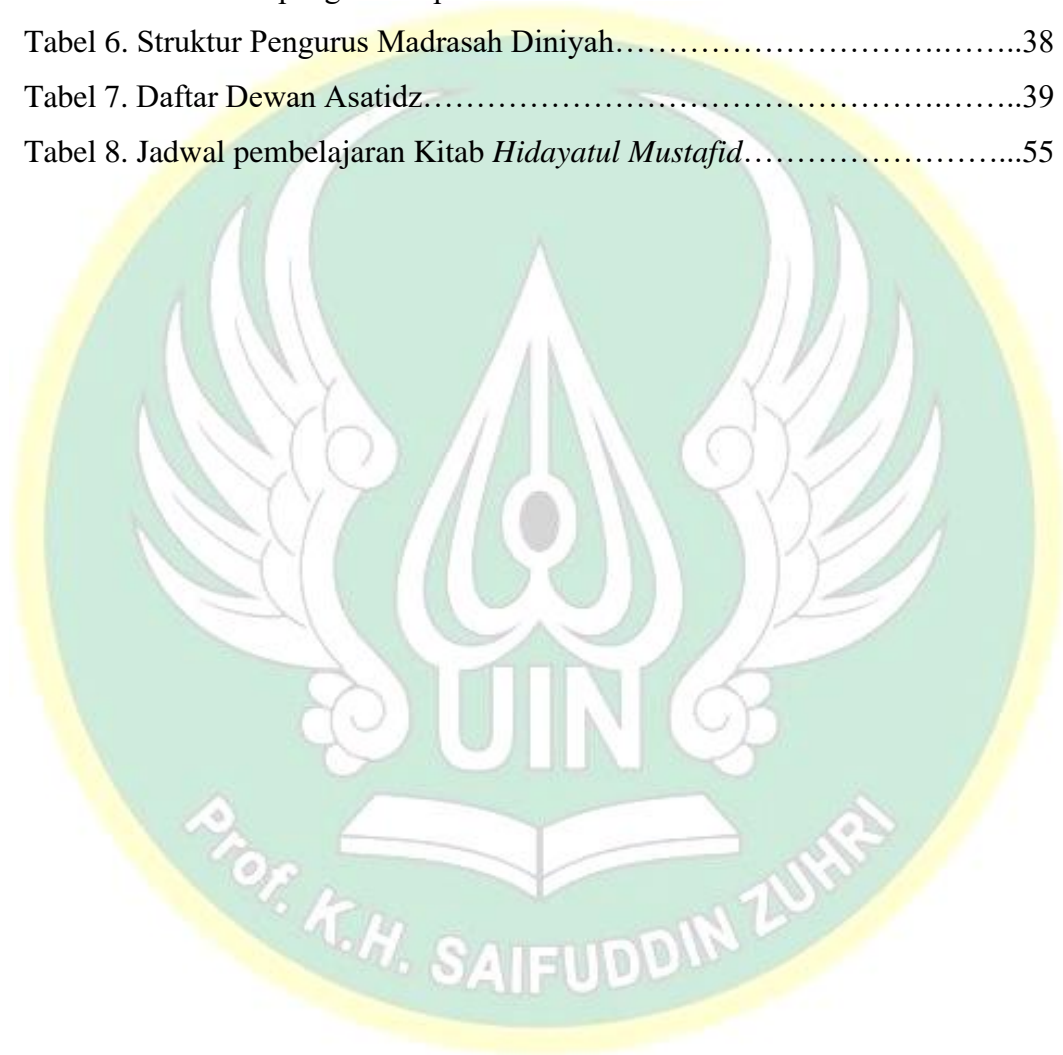 Tabel 6. Struktur Pengurus Madrasah Diniyah……………………………….……..38
Tabel 7. Daftar Dewan Asatidz……………………………………………….……..39
Tabel 8. Jadwal pembelajaran Kitab Hidayatul Mustafid……………………...55
UIN
Prof. K.H. SAIFUDDIN ZUHRI